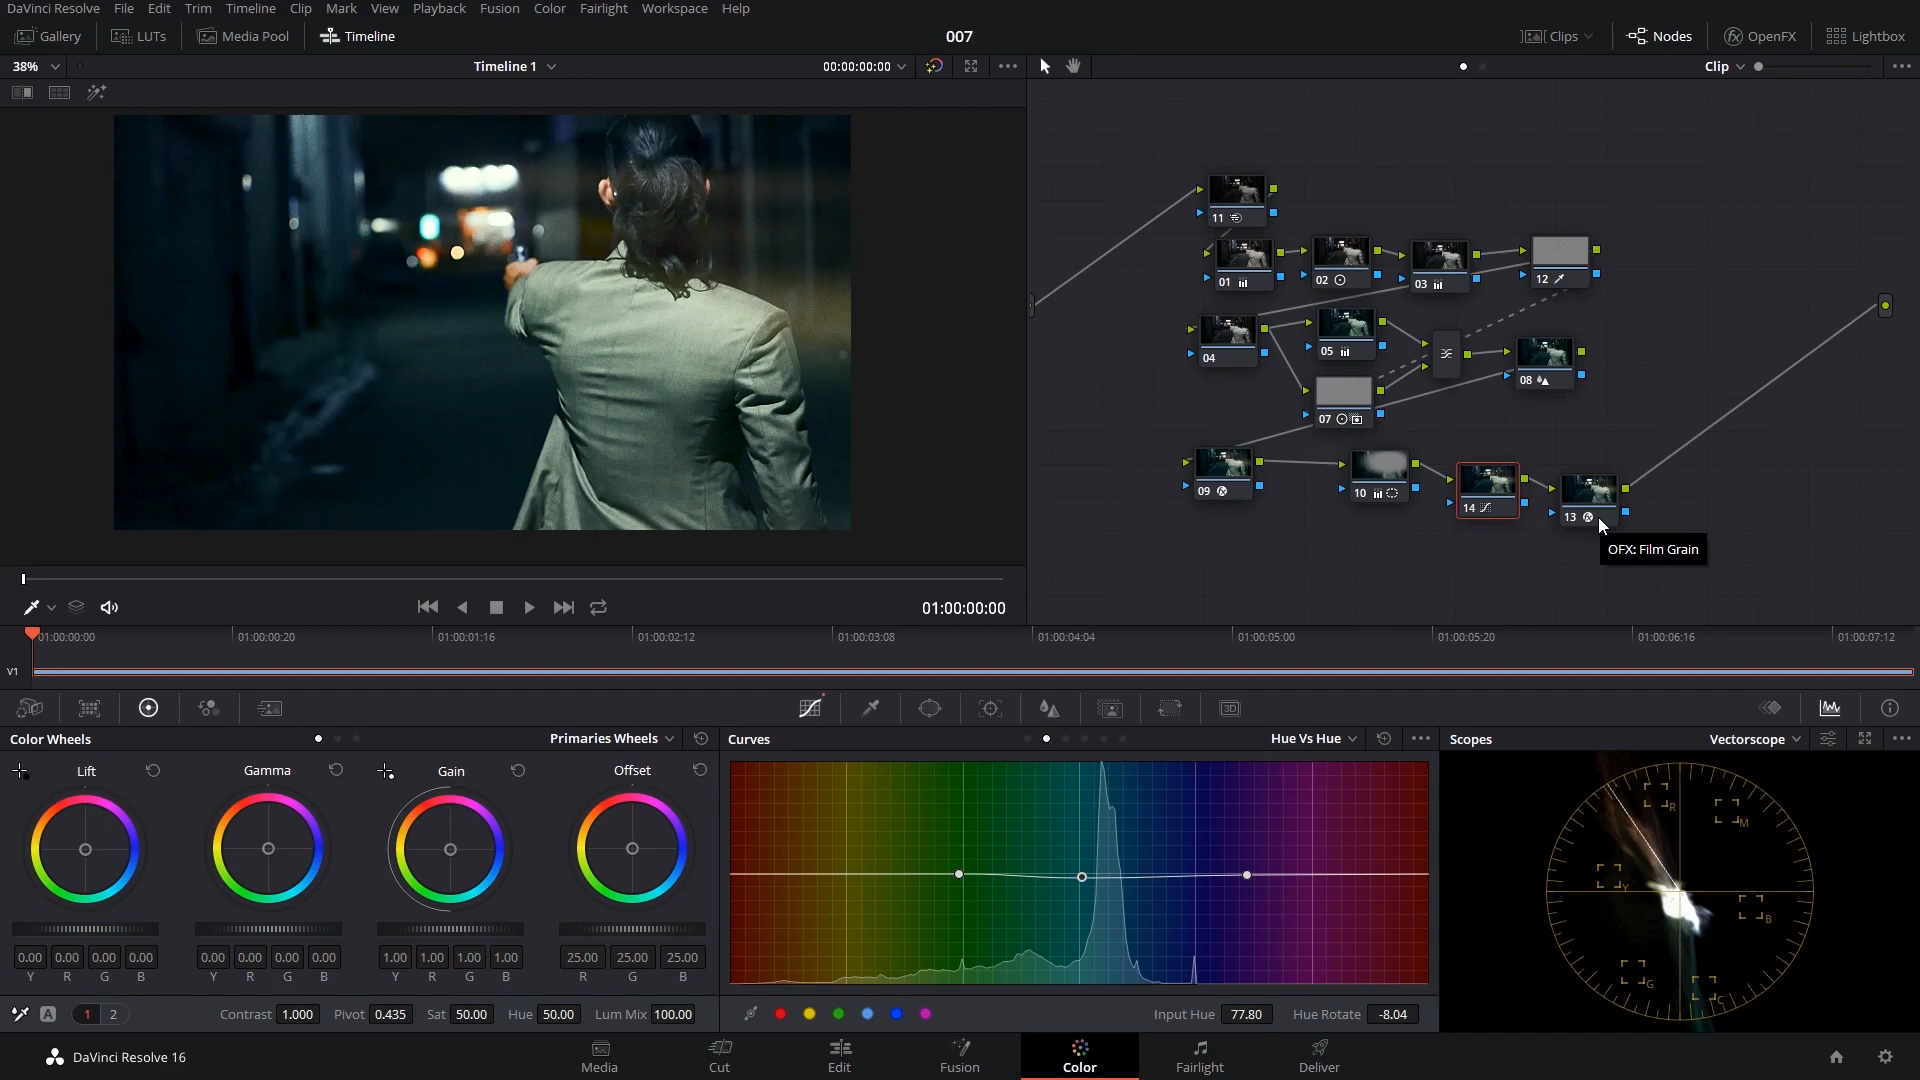 DaVinci Resolve File Edit Trim Timeline Clip Mark View Playback Fusion Color Fairlight Workspace Help
Gallery LUTs Media Pool Timeline 007 Clips Nodes OpenFX Lightbox
38% Timeline 1 00:00:00:00 Clip
11
01 02 03 12
04 05 08
07
09 10 14 13
OFX: Film Grain
01:00:00:00
01:00:00:00 01:00:00:20 01:00:01:16 01:00:02:12 01:00:03:08 01:00:04:04 01:00:05:00 01:00:05:20 01:00:06:16 01:00:07:12
V1
3D
Color Wheels Primaries Wheels Curves Hue Vs Hue Scopes Vectorscope
Lift Gamma Gain Offset
R M
Y B
G C
0.00 0.00 0.00 0.00 0.00 0.00 0.00 0.00 1.00 1.00 1.00 1.00 25.00 25.00 25.00
Y R G B Y R G B Y R G B R G B
A 1 2 Contrast 1.000 Pivot 0.435 Sat 50.00 Hue 50.00 Lum Mix 100.00 Input Hue 77.80 Hue Rotate -8.04
DaVinci Resolve 16 Media Cut Edit Fusion Color Fairlight Deliver